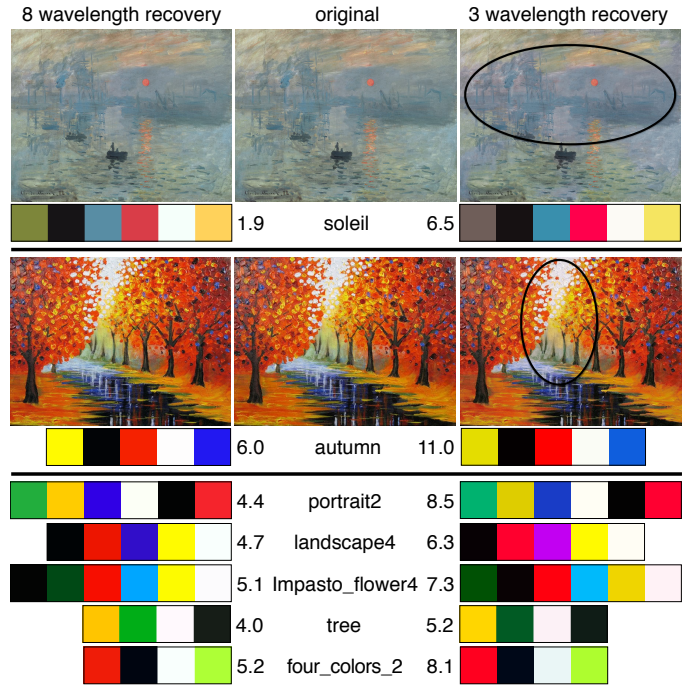 8 wavelength recovery original 3 wavelength recovery
1.9 soleil 6.5
6.0 autumn 11.0
4.4 portrait2 8.5
4.7 landscape4 6.3
5.1 Impasto_flower4 7.3
4.0 tree 5.2
5.2 four_colors_2 8.1